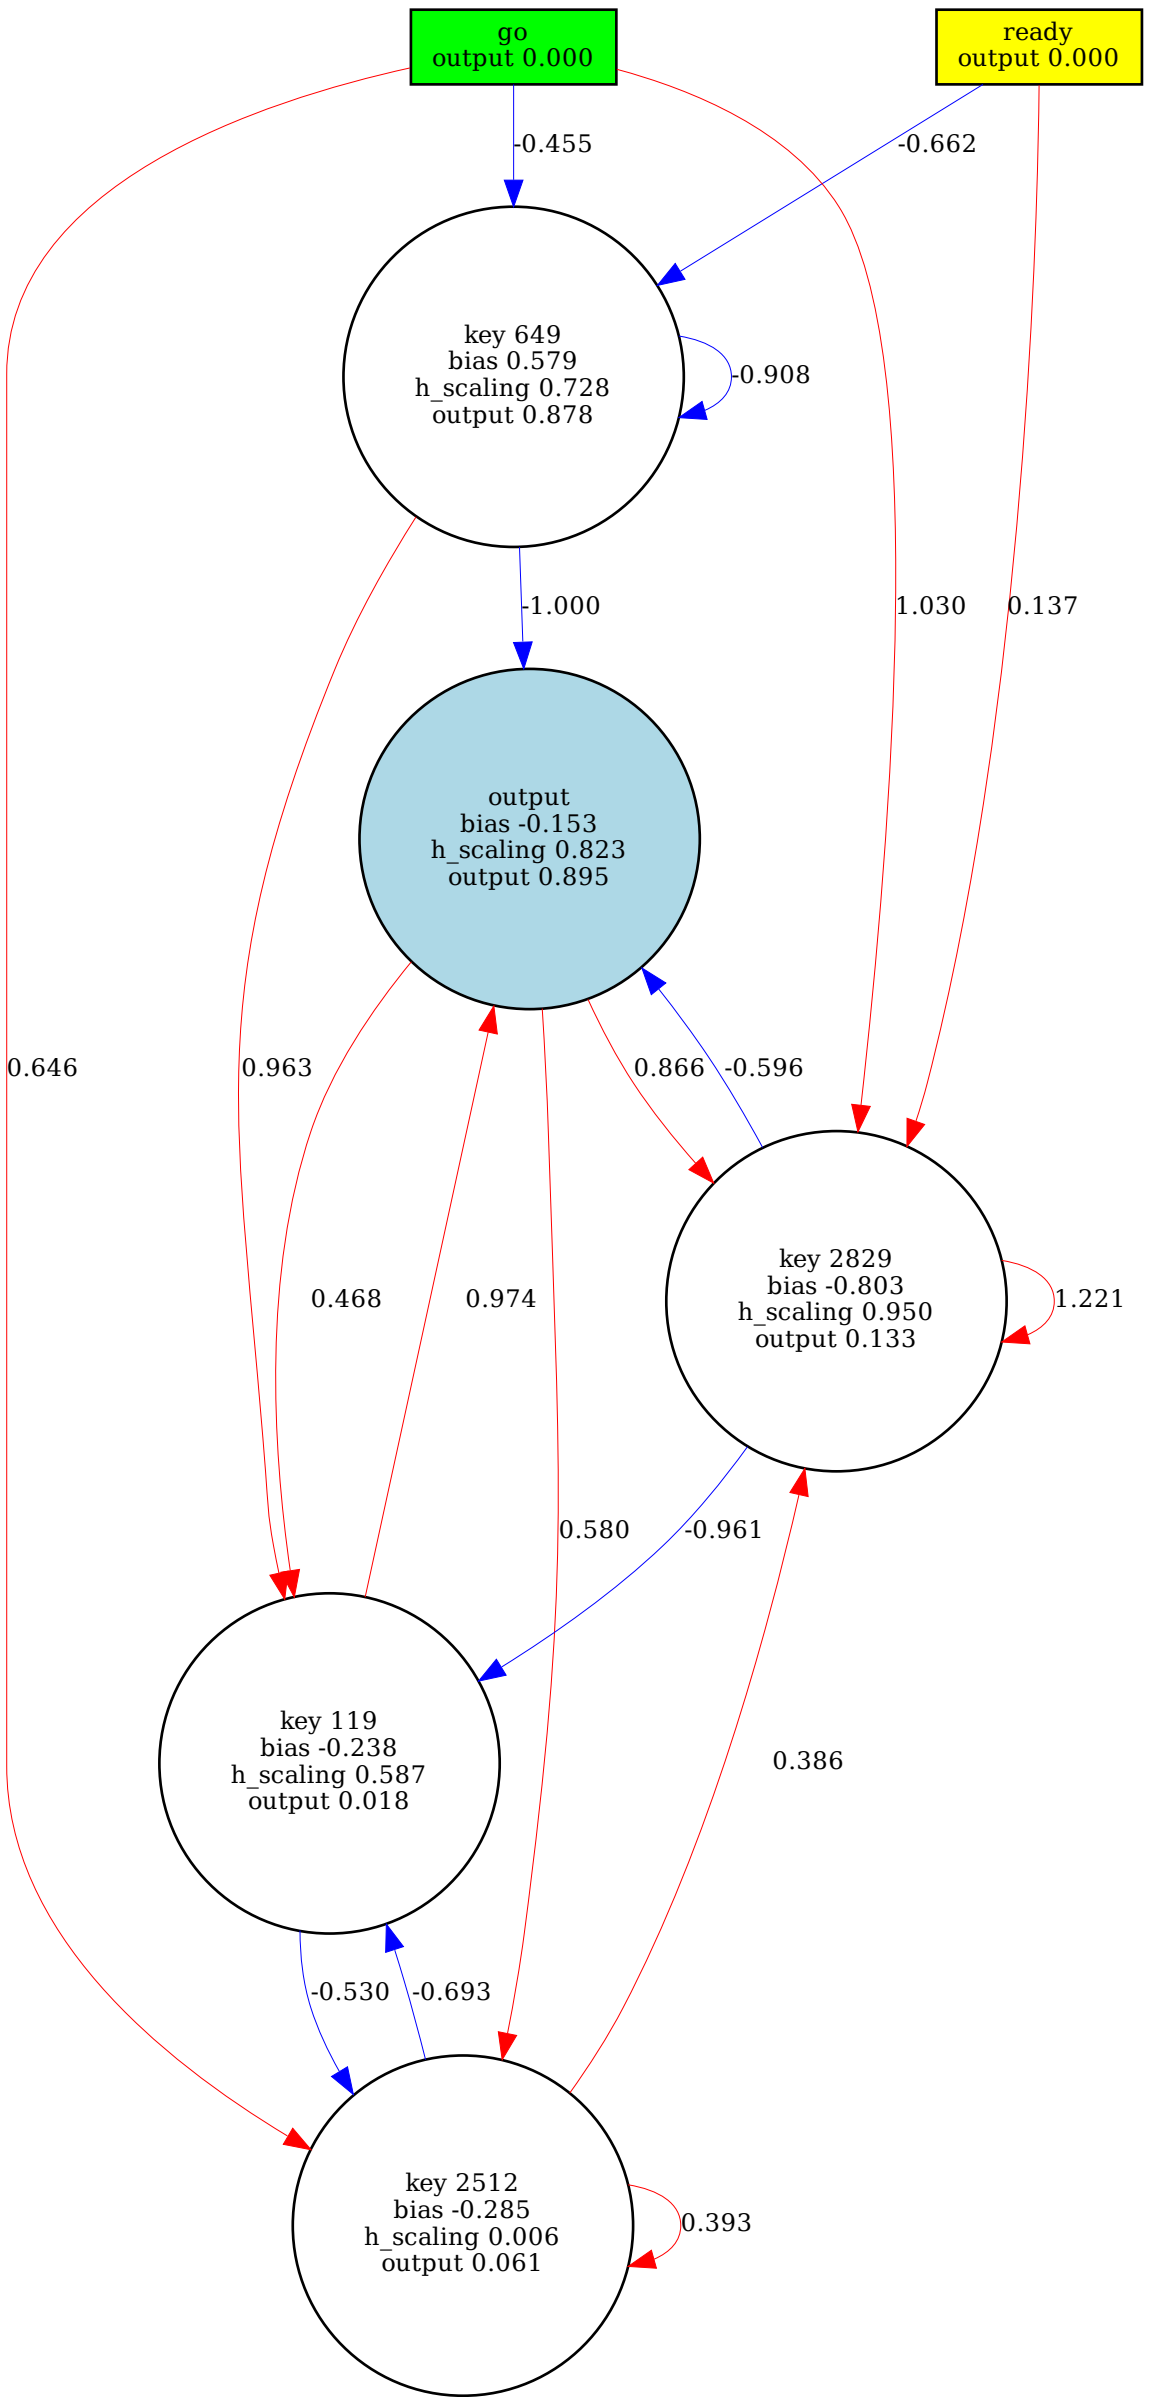 go
output 0.000
ready
output 0.000
-0.455
-0.662
key 649
bias 0.579
h_scaling 0.728
output 0.878
-0.908
-1.000
1.030
0.137
output
bias -0.153
h_scaling 0.823
output 0.895
0.646
0.963
0.866
-0.596
0.468
0.974
key 2829
bias -0.803
h_scaling 0.950
output 0.133
1.221
0.580
-0.961
key 119
bias -0.238
h_scaling 0.587
output 0.018
0.386
-0.530
-0.693
key 2512
bias -0.285
h_scaling 0.006
output 0.061
0.393